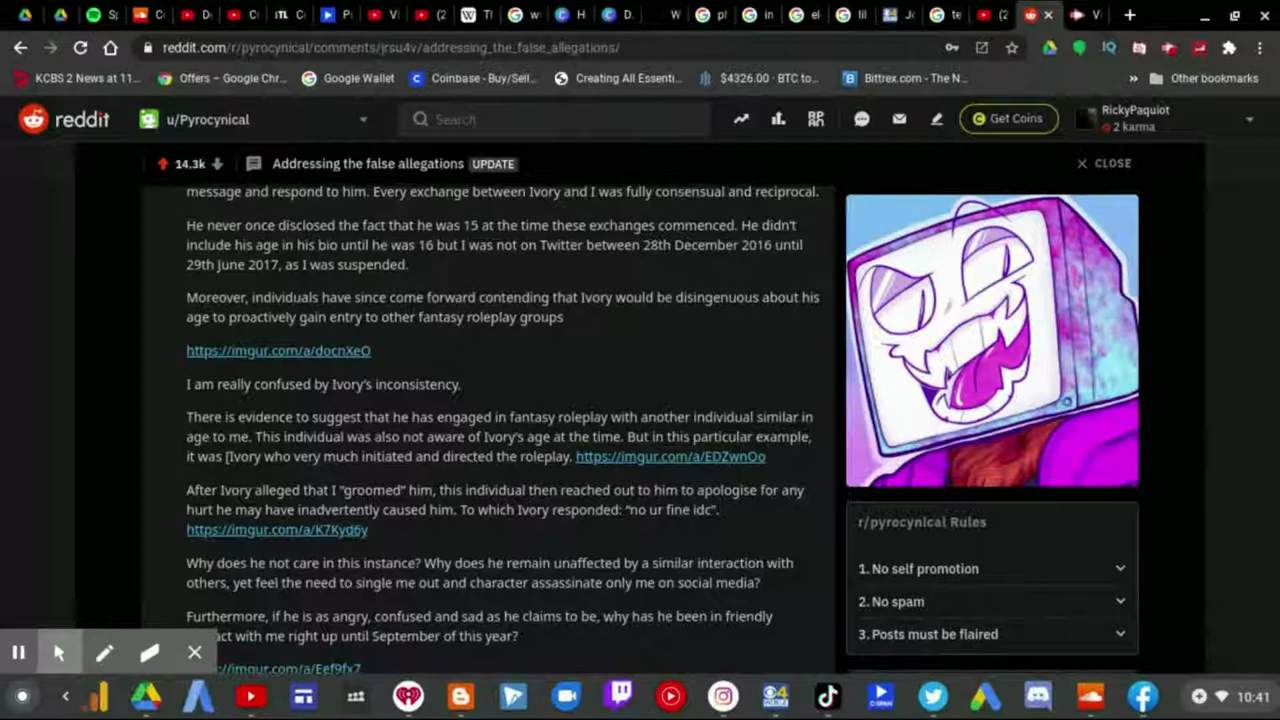 Sp
C
D
C
ITL C
P
V
(2
W Tl
G w
H
D.
W
G pl
G in
G el
G lil
Jo
G te
(2
V
reddit.com/r/pyrocynical/comments/jrsu4v/addressing_the_false_allegations/
KCBS 2 News at 11...
Offers – Google Chr...
Google Wallet
Coinbase - Buy/Sell...
Creating All Essenti...
$4326.00 · BTC to...
Bittrex.com - The N...
»
Other bookmarks
reddit
u/Pyrocynical
Search
Get Coins
RickyPaquiot
2 karma
14.3k
Addressing the false allegations
UPDATE
CLOSE
message and respond to him. Every exchange between Ivory and I was fully consensual and reciprocal.
He never once disclosed the fact that he was 15 at the time these exchanges commenced. He didn't
include his age in his bio until he was 16 but I was not on Twitter between 28th December 2016 until
29th June 2017, as I was suspended.
Moreover, individuals have since come forward contending that Ivory would be disingenuous about his
age to proactively gain entry to other fantasy roleplay groups
https://imgur.com/a/docnXeO
I am really confused by Ivory's inconsistency.
There is evidence to suggest that he has engaged in fantasy roleplay with another individual similar in
age to me. This individual was also not aware of Ivory's age at the time. But in this particular example,
it was [Ivory who very much initiated and directed the roleplay. https://imgur.com/a/EDZwnOo
After Ivory alleged that I “groomed” him, this individual then reached out to him to apologise for any
hurt he may have inadvertently caused him. To which Ivory responded: “no ur fine idc”.
https://imgur.com/a/K7Kyd6y
Why does he not care in this instance? Why does he remain unaffected by a similar interaction with
others, yet feel the need to single me out and character assassinate only me on social media?
Furthermore, if he is as angry, confused and sad as he claims to be, why has he been in friendly
act with me right up until September of this year?
://imgur.com/a/Eef9fx7
r/pyrocynical Rules
1. No self promotion
2. No spam
3. Posts must be flaired
10:41